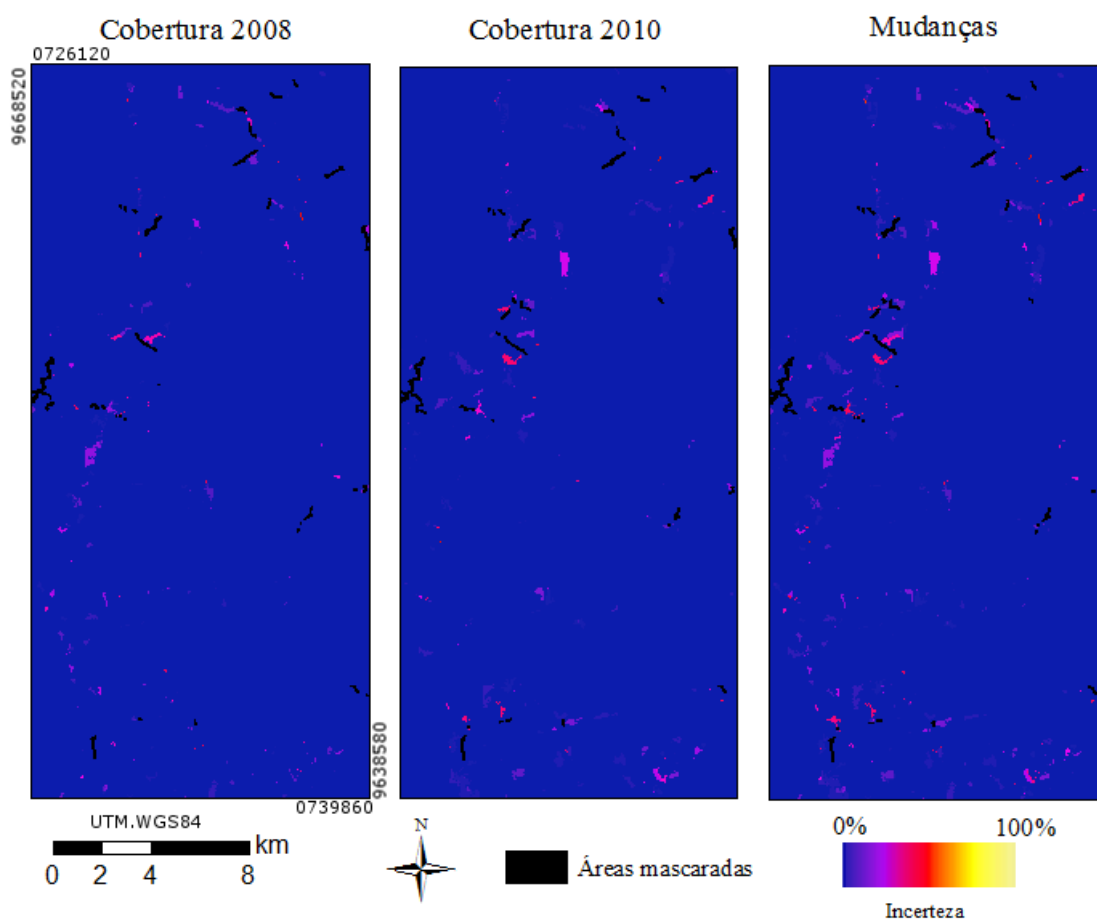 Cobertura 2008
Cobertura 2010
Mudanças
0726120
9668520
9638580
0739860
UTM.WGS84
km
0 2 4 8
N
Áreas mascaradas
0% 100%
Incerteza